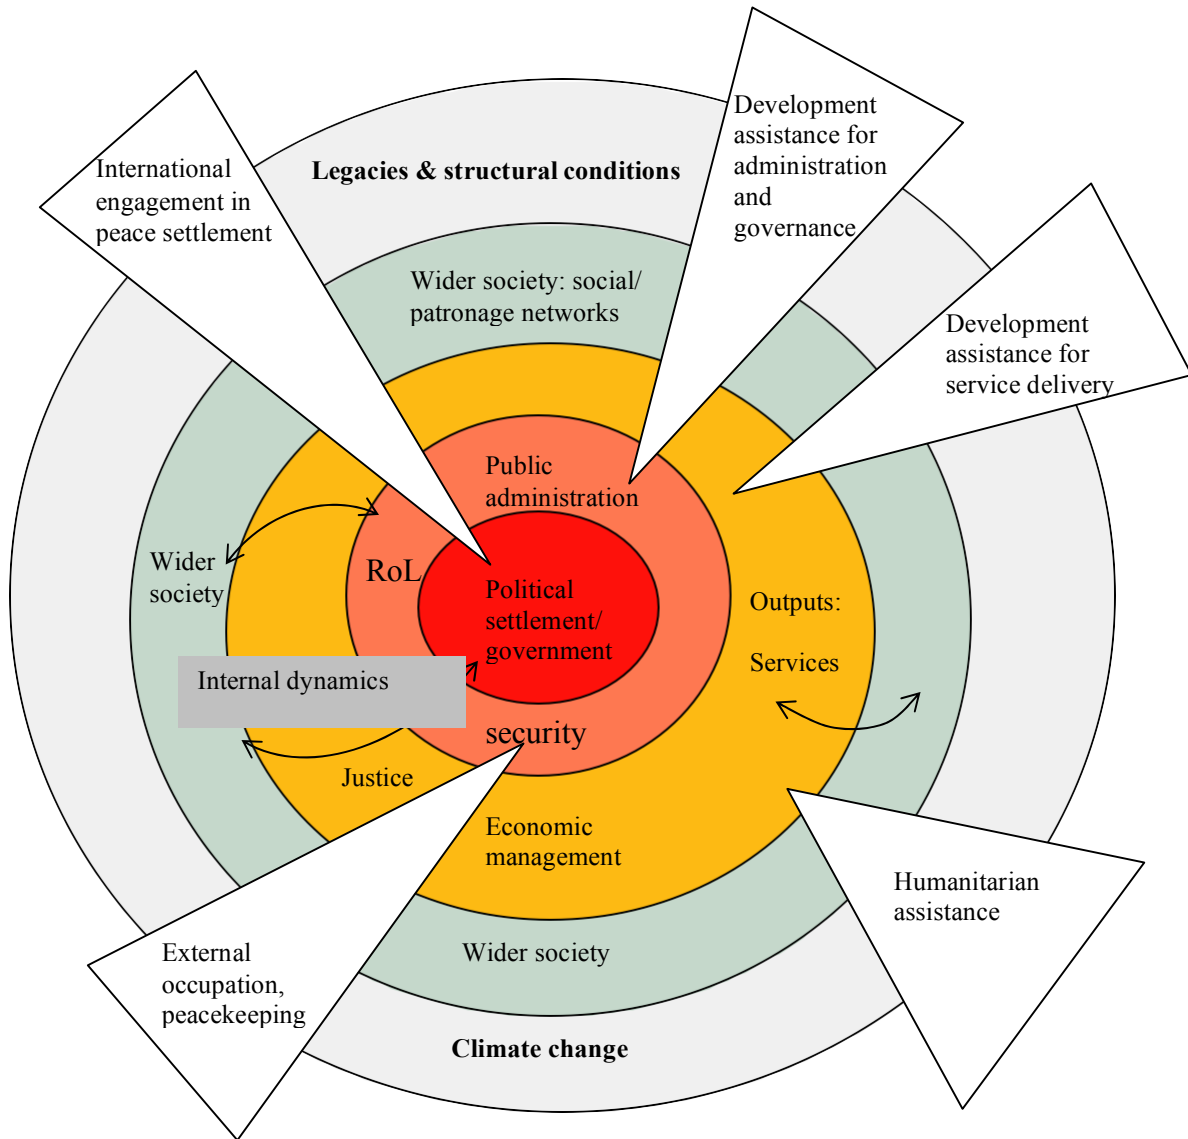 Development
assistance for
administration
and
governance
International
engagement in
peace settlement
Legacies & structural conditions
Wider society: social/
patronage networks
Development
assistance for
service delivery
Public
administration
RoL
Wider
society
Political
settlement/
government
Outputs:
Services
Internal dynamics
security
Justice
Economic
management
Humanitarian
assistance
External
occupation,
peacekeeping
Wider society
Climate change